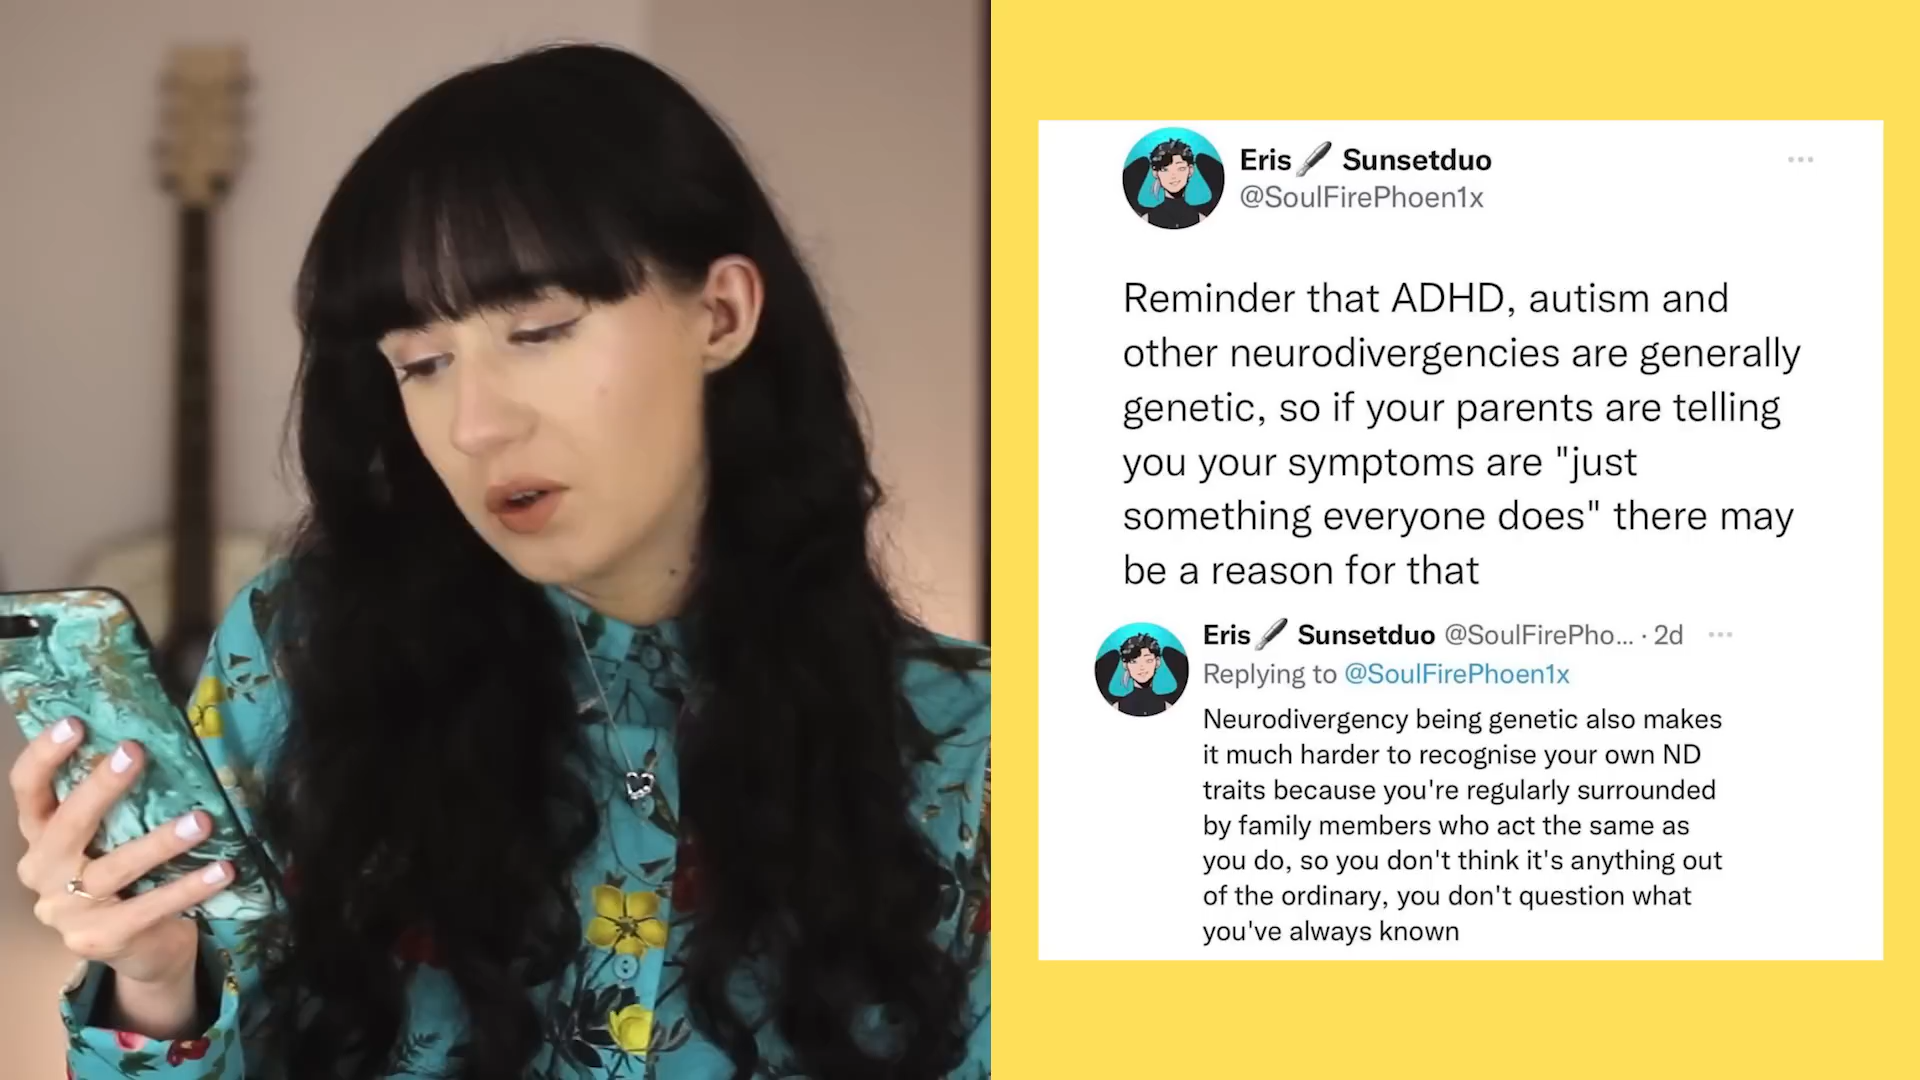 Eris Sunsetduo
@SoulFirePhoen1x
Reminder that ADHD, autism and
other neurodivergencies are generally
genetic, so if your parents are telling
you your symptoms are "just
something everyone does" there may
be a reason for that
Eris Sunsetduo @SoulFirePho... · 2d
Replying to @SoulFirePhoen1x
Neurodivergency being genetic also makes
it much harder to recognise your own ND
traits because you're regularly surrounded
by family members who act the same as
you do, so you don't think it's anything out
of the ordinary, you don't question what
you've always known